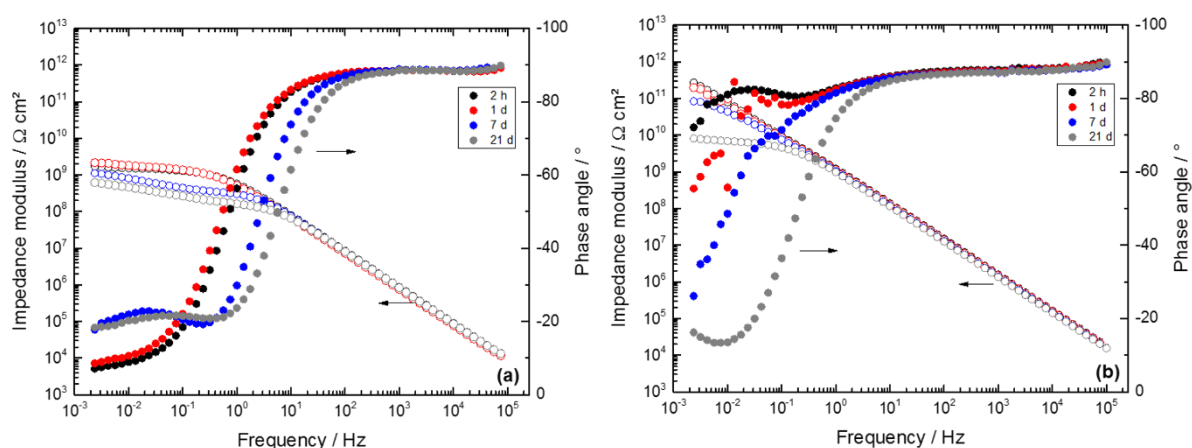 10¹³
10¹²
10¹¹
10¹⁰
10⁹
10⁸
10⁷
10⁶
10⁵
10⁴
10³
Impedance modulus / Ω cm²
10⁻³ 10⁻² 10⁻¹ 10⁰ 10¹ 10² 10³ 10⁴ 10⁵
Frequency / Hz
-100
-80
-60
-40
-20
0
Phase angle / °
2 h
1 d
7 d
21 d
(a)
10¹³
10¹²
10¹¹
10¹⁰
10⁹
10⁸
10⁷
10⁶
10⁵
10⁴
10³
Impedance modulus / Ω cm²
10⁻³ 10⁻² 10⁻¹ 10⁰ 10¹ 10² 10³ 10⁴ 10⁵
Frequency / Hz
-100
-80
-60
-40
-20
0
Phase angle / °
2 h
1 d
7 d
21 d
(b)